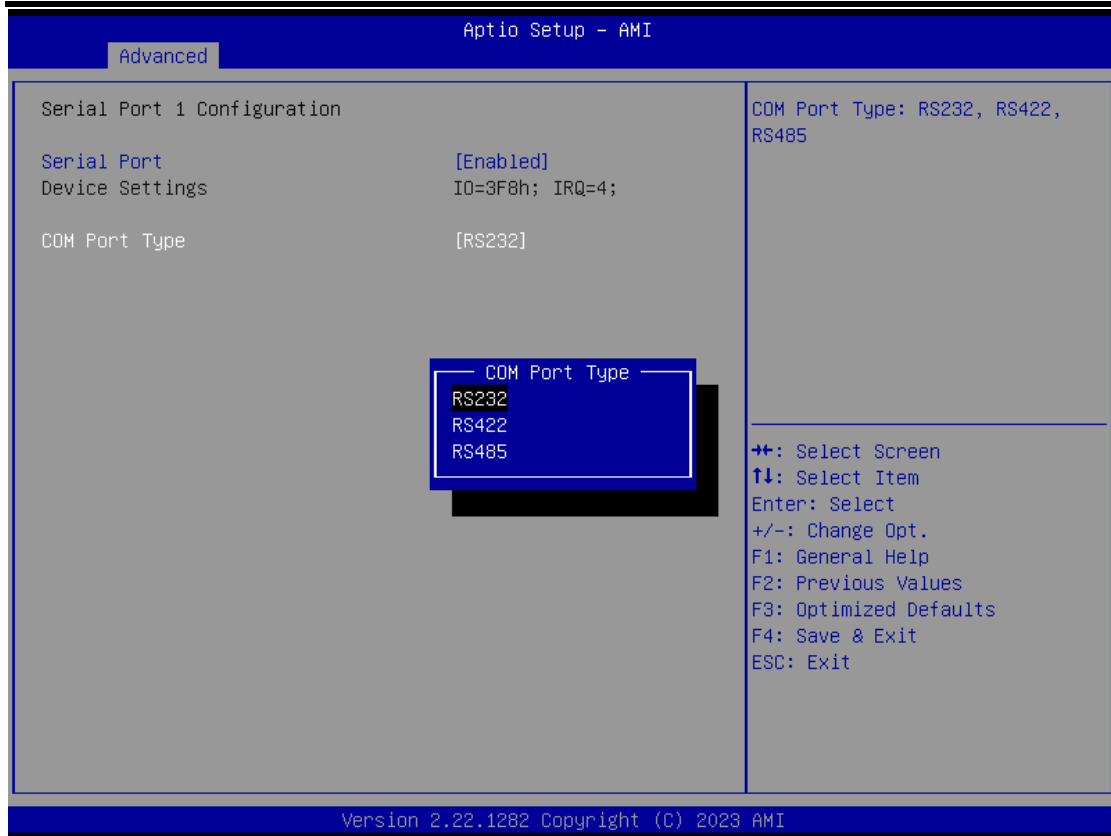 Aptio Setup - AMI
Advanced
Serial Port 1 Configuration
Serial Port [Enabled]
Device Settings IO=3F8h; IRQ=4;
COM Port Type [RS232]
COM Port Type
RS232
RS422
RS485
COM Port Type: RS232, RS422,
RS485
→←: Select Screen
↑↓: Select Item
Enter: Select
+/-: Change Opt.
F1: General Help
F2: Previous Values
F3: Optimized Defaults
F4: Save & Exit
ESC: Exit
Version 2.22.1282 Copyright (C) 2023 AMI